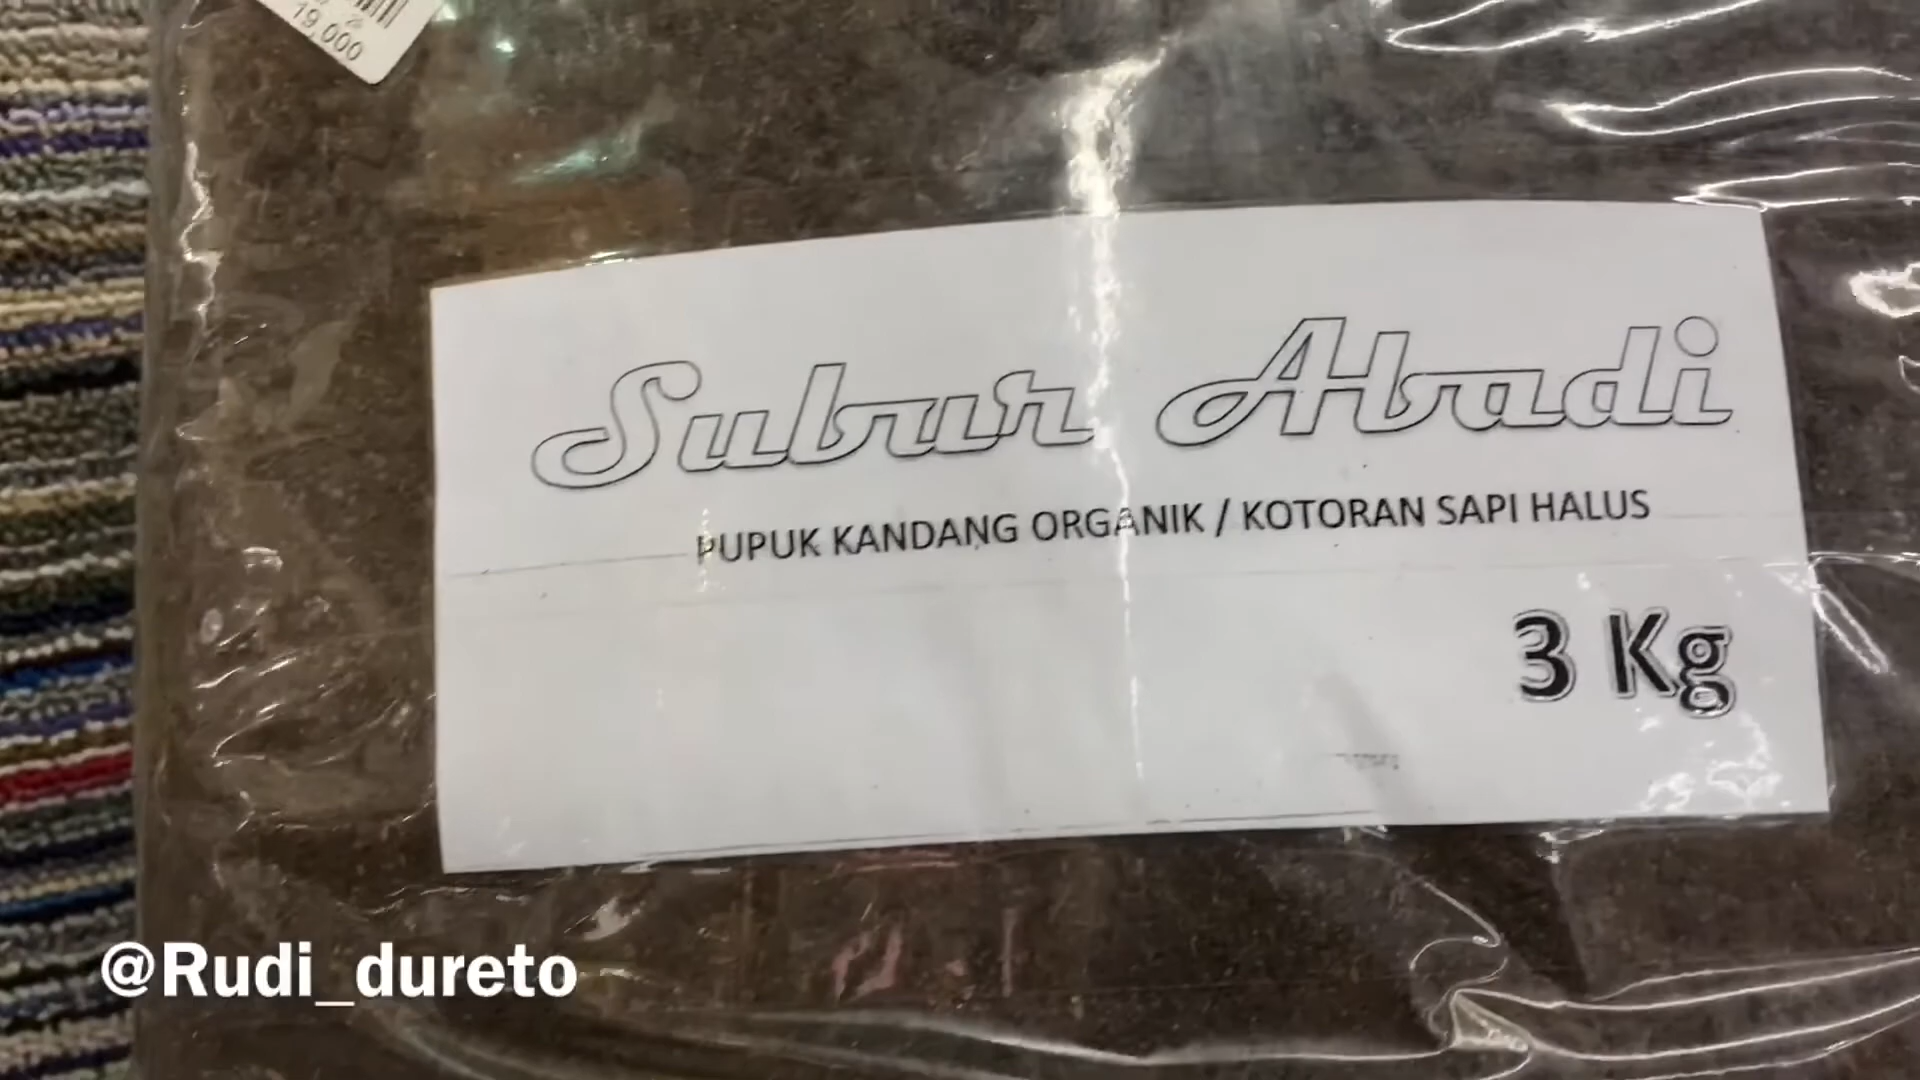 19,000
Subur Abadi
PUPUK KANDANG ORGANIK / KOTORAN SAPI HALUS
3 Kg
@Rudi_dureto